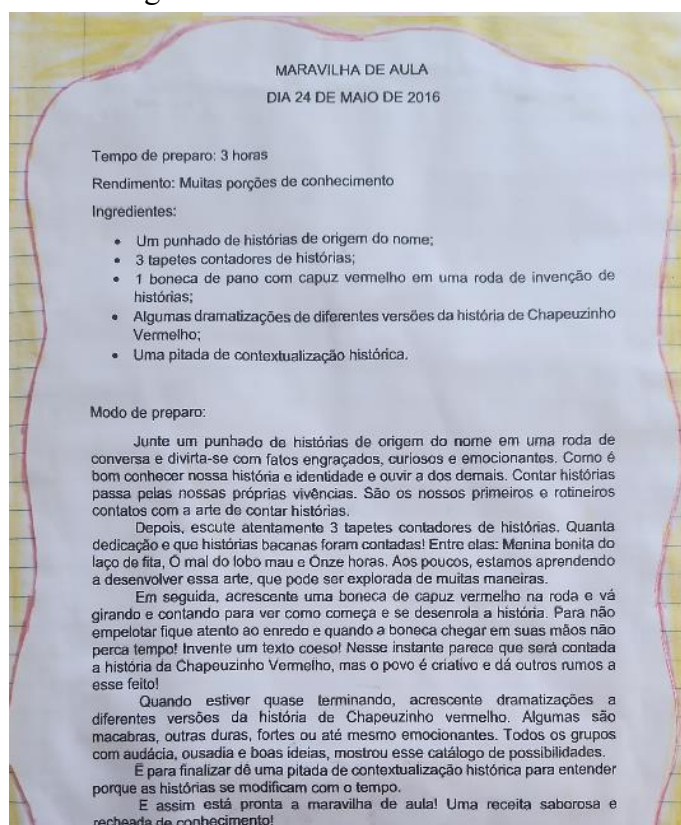 MARAVILHA DE AULA
DIA 24 DE MAIO DE 2016
Tempo de preparo: 3 horas
Rendimento: Muitas porções de conhecimento
Ingredientes:
• Um punhado de histórias de origem do nome;
• 3 tapetes contadores de histórias;
• 1 boneca de pano com capuz vermelho em uma roda de invenção de
histórias;
• Algumas dramatizações de diferentes versões da história de Chapeuzinho
Vermelho;
• Uma pitada de contextualização histórica.
Modo de preparo:
Junte um punhado de histórias de origem do nome em uma roda de
conversa e divirta-se com fatos engraçados, curiosos e emocionantes. Como é
bom conhecer nossa história e identidade e ouvir a dos demais. Contar histórias
passa pelas nossas próprias vivências. São os nossos primeiros e rotineiros
contatos com a arte de contar histórias.
Depois, escute atentamente 3 tapetes contadores de histórias. Quanta
dedicação e que histórias bacanas foram contadas! Entre elas: Menina bonita do
laço de fita, O mal do lobo mau e Onze horas. Aos poucos, estamos aprendendo
a desenvolver essa arte, que pode ser explorada de muitas maneiras.
Em seguida, acrescente uma boneca de capuz vermelho na roda e vá
girando e contando para ver como começa e se desenrola a história. Para não
empelotar fique atento ao enredo e quando a boneca chegar em suas mãos não
perca tempo! Invente um texto coeso! Nesse instante parece que será contada
a história da Chapeuzinho Vermelho, mas o povo é criativo e dá outros rumos a
esse feito!
Quando estiver quase terminando, acrescente dramatizações a
diferentes versões da história de Chapeuzinho vermelho. Algumas são
macabras, outras duras, fortes ou até mesmo emocionantes. Todos os grupos
com audácia, ousadia e boas ideias, mostrou esse catálogo de possibilidades.
E para finalizar dê uma pitada de contextualização histórica para entender
porque as histórias se modificam com o tempo.
E assim está pronta a maravilha de aula! Uma receita saborosa e
recheada de conhecimento!